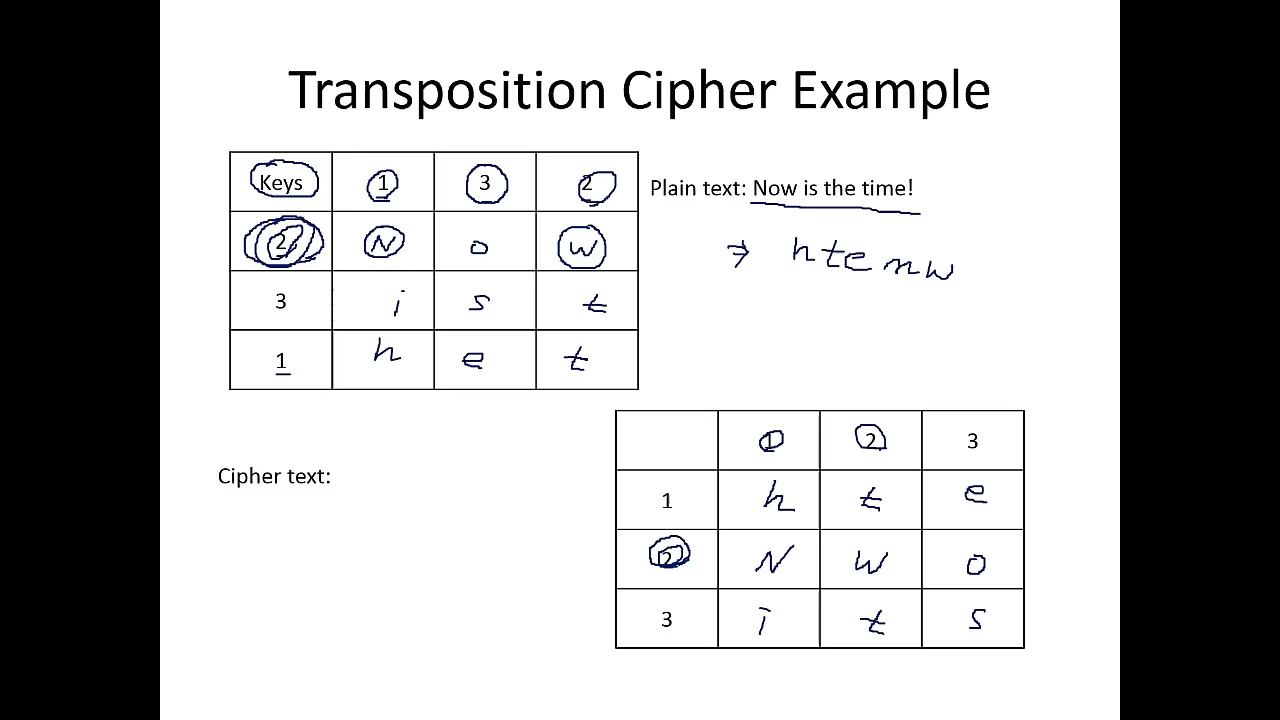 Transposition Cipher Example
Keys 1 3 2
2 N o w
3 i s t
1 h e t
Plain text: Now is the time!
⇒ h t e n w
1 2 3
1 h t e
2 N w o
3 i t s
Cipher text: